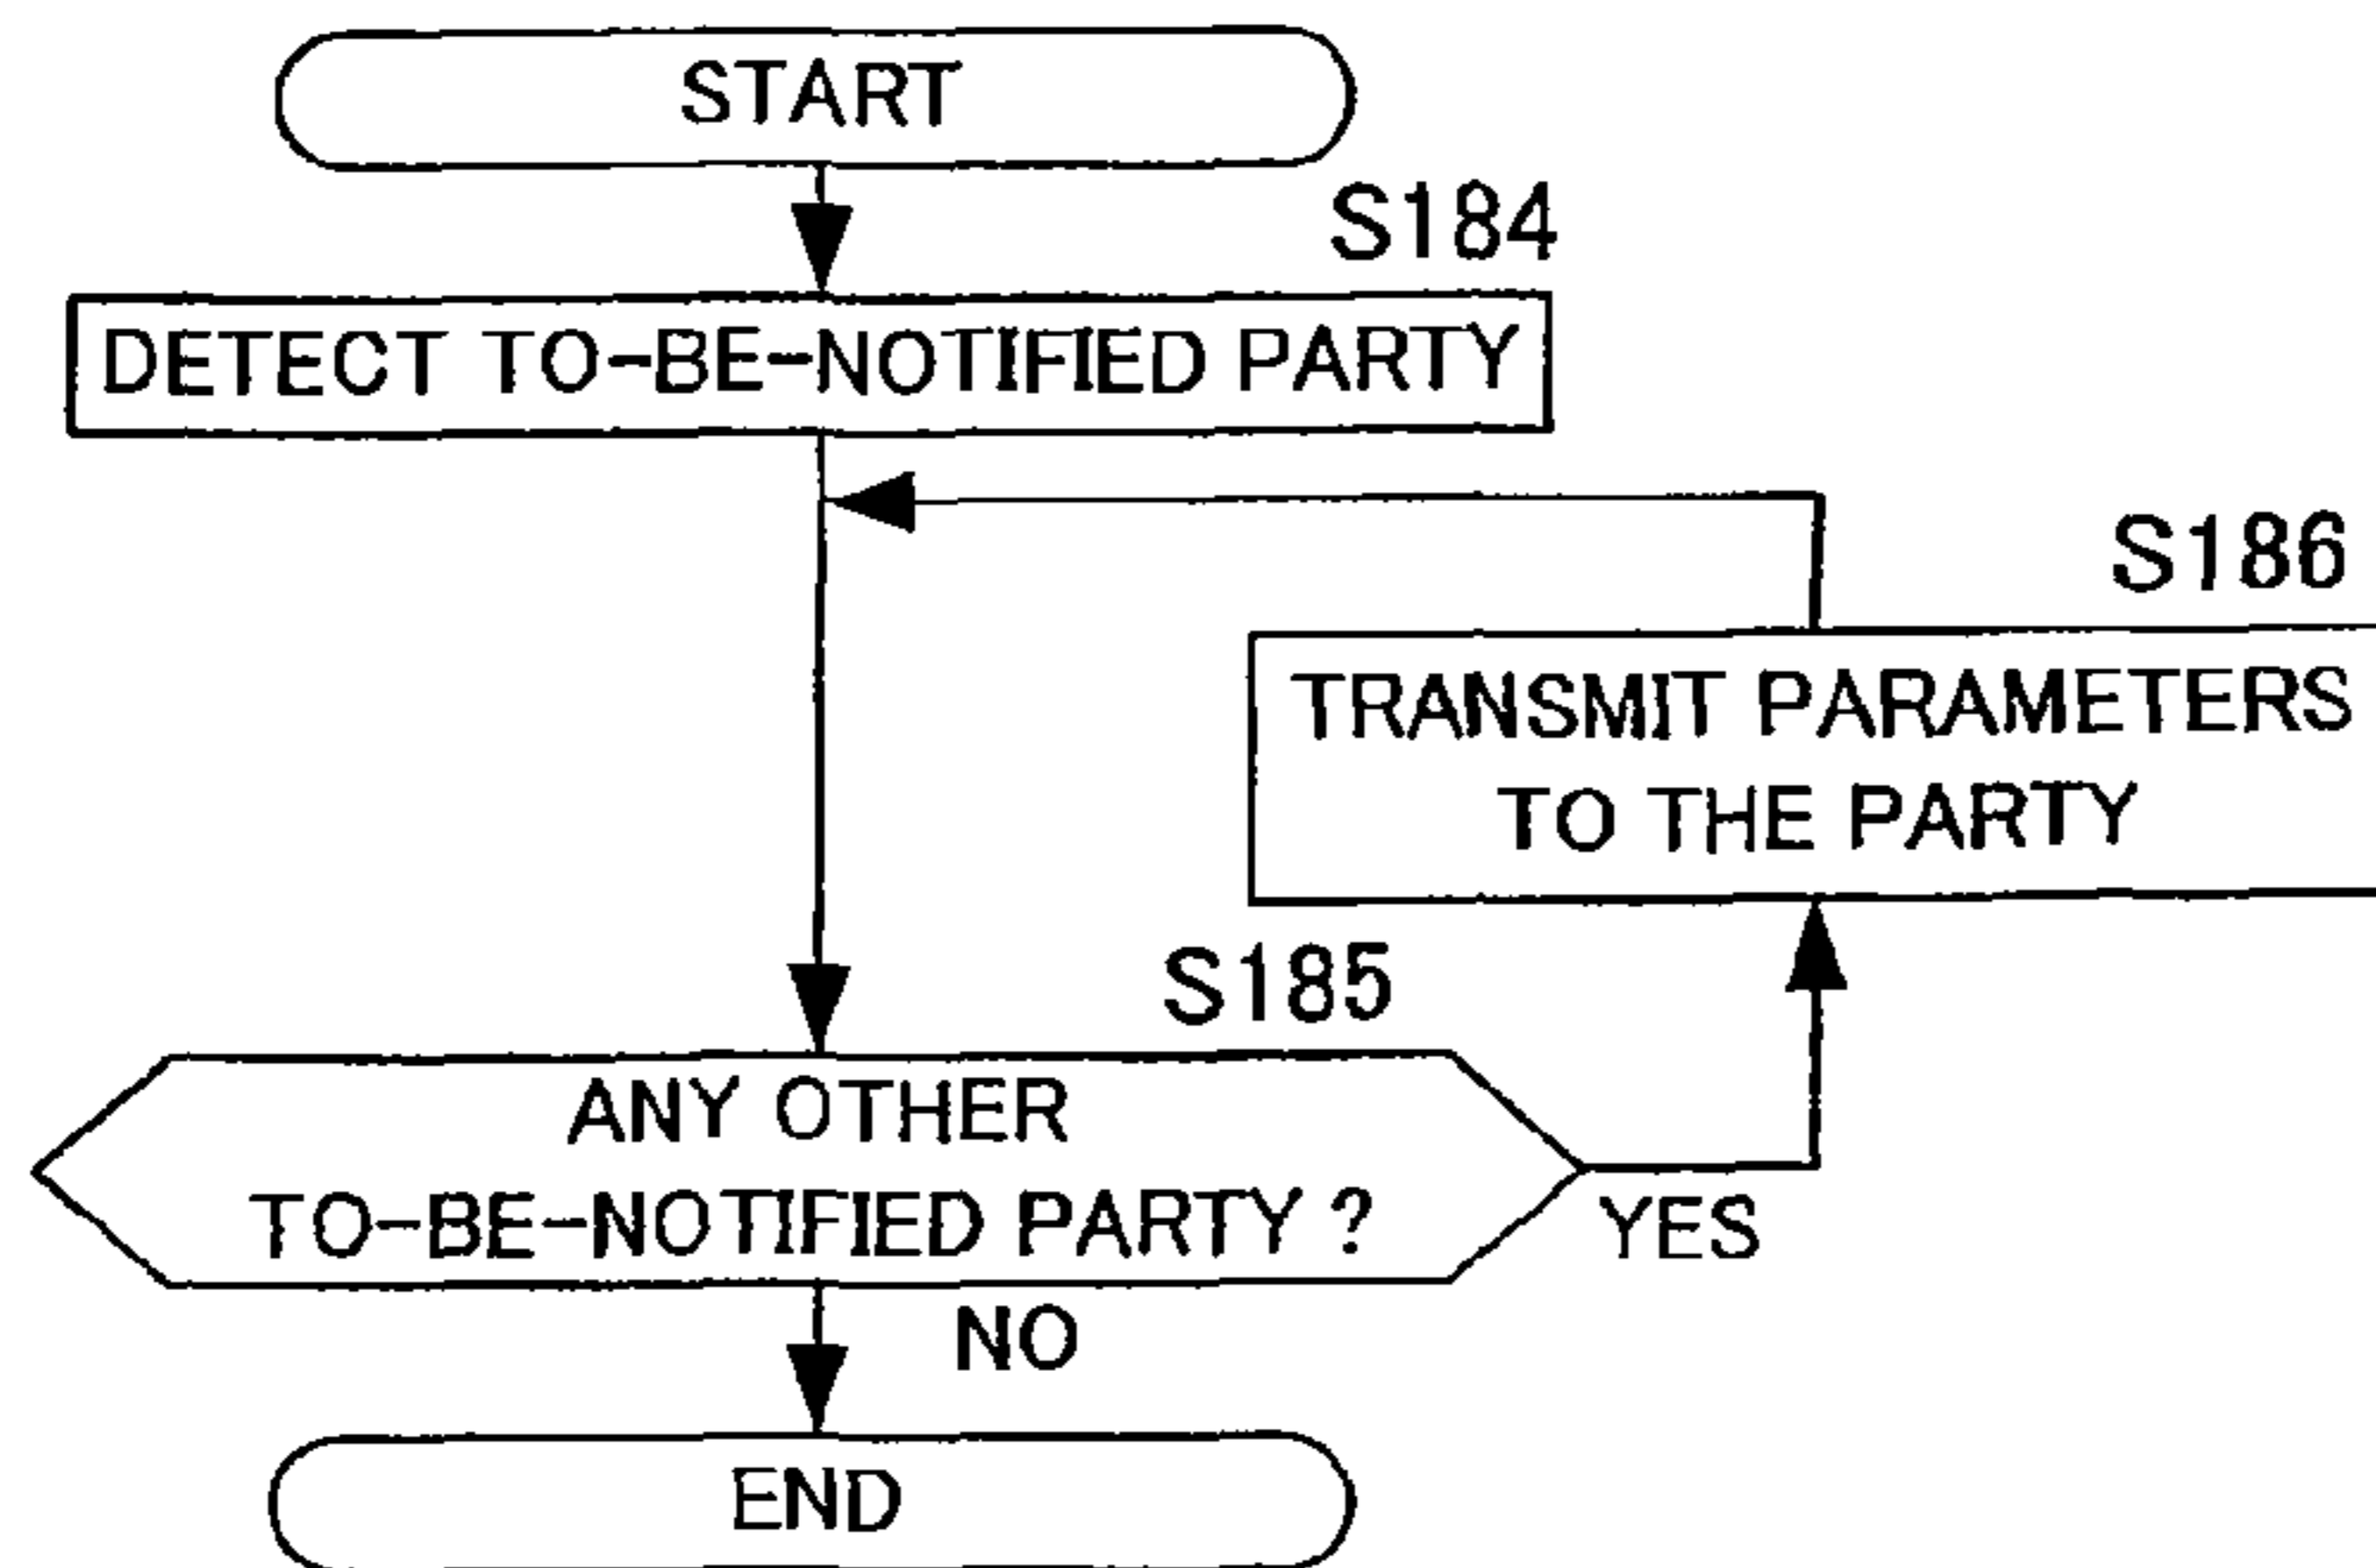 START
S184
DETECT TO-BE-NOTIFIED PARTY
S186
TRANSMIT PARAMETERS
TO THE PARTY
S185
ANY OTHER
TO-BE-NOTIFIED PARTY ?
YES
NO
END